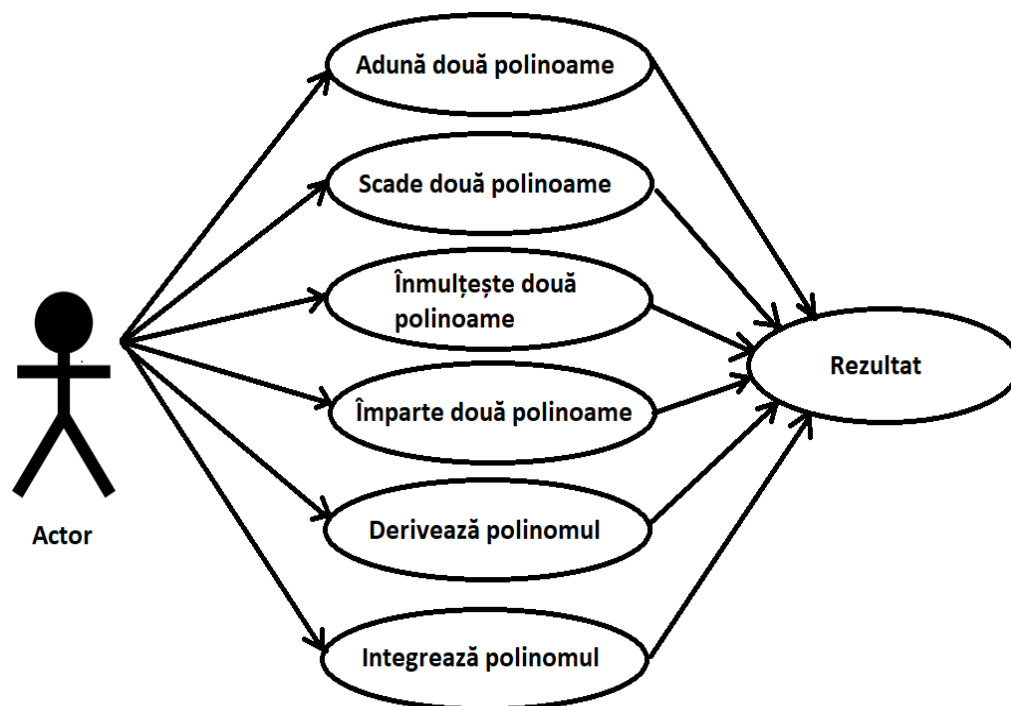 Adună două polinoame
Scade două polinoame
Înmulțește două
polinoame
Rezultat
Împarte două polinoame
Actor
Derivează polinomul
Integrează polinomul